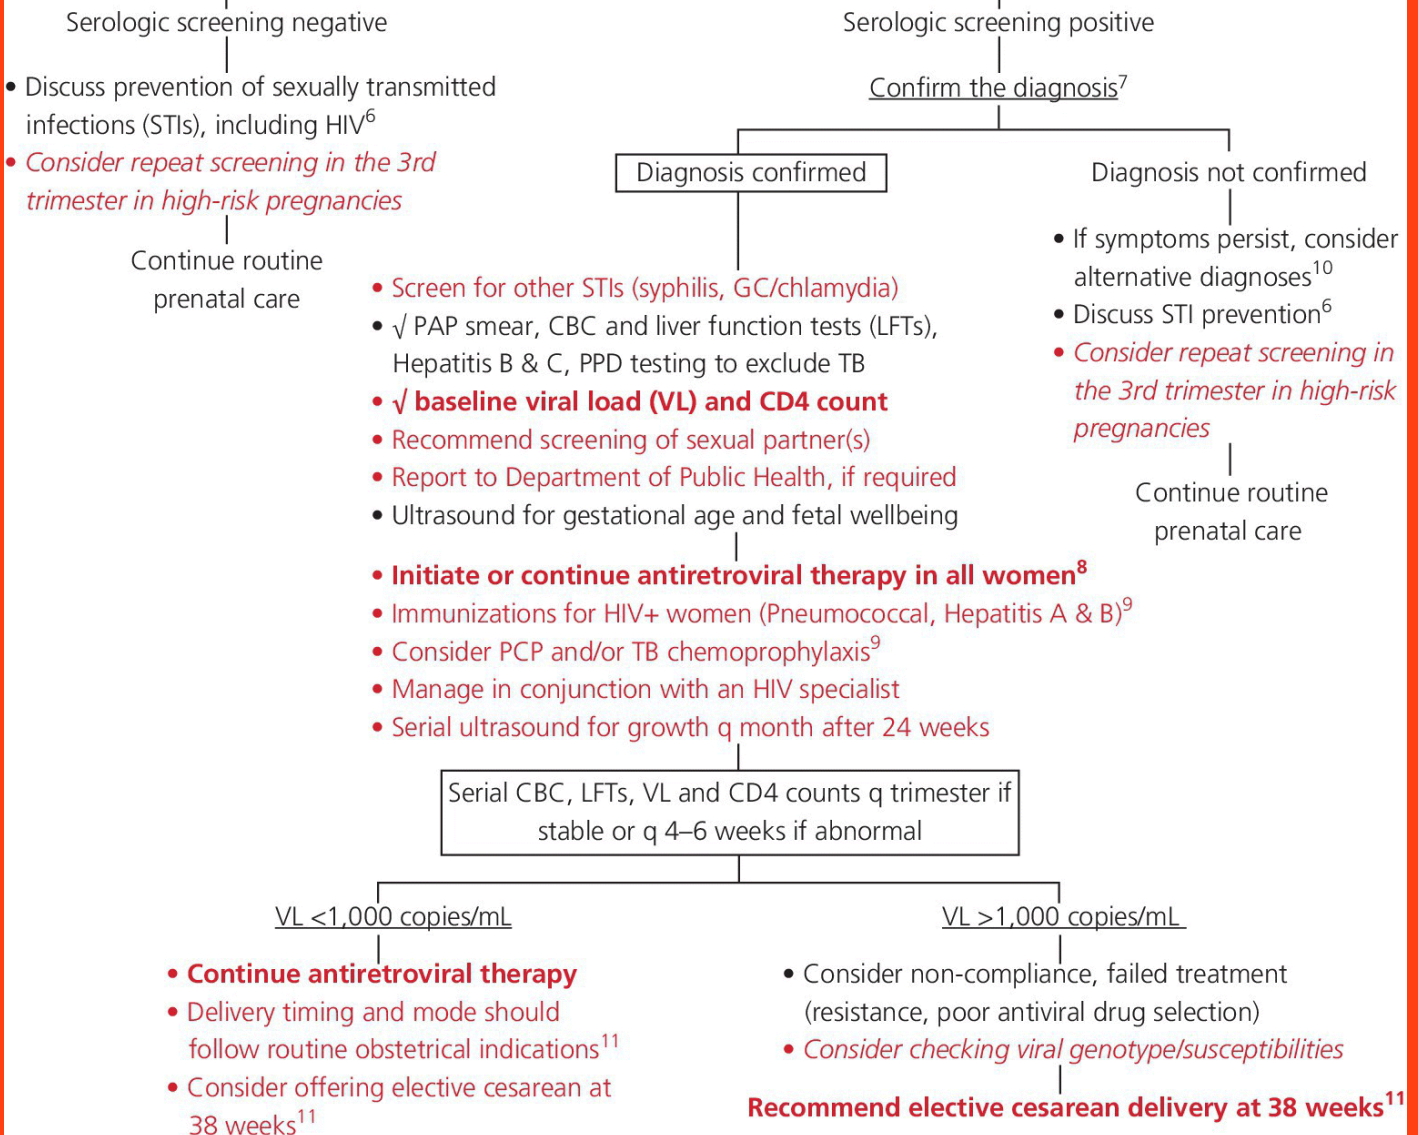 Serologic screening negative
• Discuss prevention of sexually transmitted
infections (STIs), including HIV6
• Consider repeat screening in the 3rd
trimester in high-risk pregnancies
Continue routine
prenatal care
Serologic screening positive
Confirm the diagnosis7
Diagnosis confirmed
• Screen for other STIs (syphilis, GC/chlamydia)
• √ PAP smear, CBC and liver function tests (LFTs),
Hepatitis B & C, PPD testing to exclude TB
• √ baseline viral load (VL) and CD4 count
• Recommend screening of sexual partner(s)
• Report to Department of Public Health, if required
• Ultrasound for gestational age and fetal wellbeing
• Initiate or continue antiretroviral therapy in all women8
• Immunizations for HIV+ women (Pneumococcal, Hepatitis A & B)9
• Consider PCP and/or TB chemoprophylaxis9
• Manage in conjunction with an HIV specialist
• Serial ultrasound for growth q month after 24 weeks
Diagnosis not confirmed
• If symptoms persist, consider
alternative diagnoses10
• Discuss STI prevention6
• Consider repeat screening in
the 3rd trimester in high-risk
pregnancies
Continue routine
prenatal care
Serial CBC, LFTs, VL and CD4 counts q trimester if
stable or q 4–6 weeks if abnormal
VL <1,000 copies/mL
• Continue antiretroviral therapy
• Delivery timing and mode should
follow routine obstetrical indications11
• Consider offering elective cesarean at
38 weeks11
VL >1,000 copies/mL
• Consider non-compliance, failed treatment
(resistance, poor antiviral drug selection)
• Consider checking viral genotype/susceptibilities
Recommend elective cesarean delivery at 38 weeks11